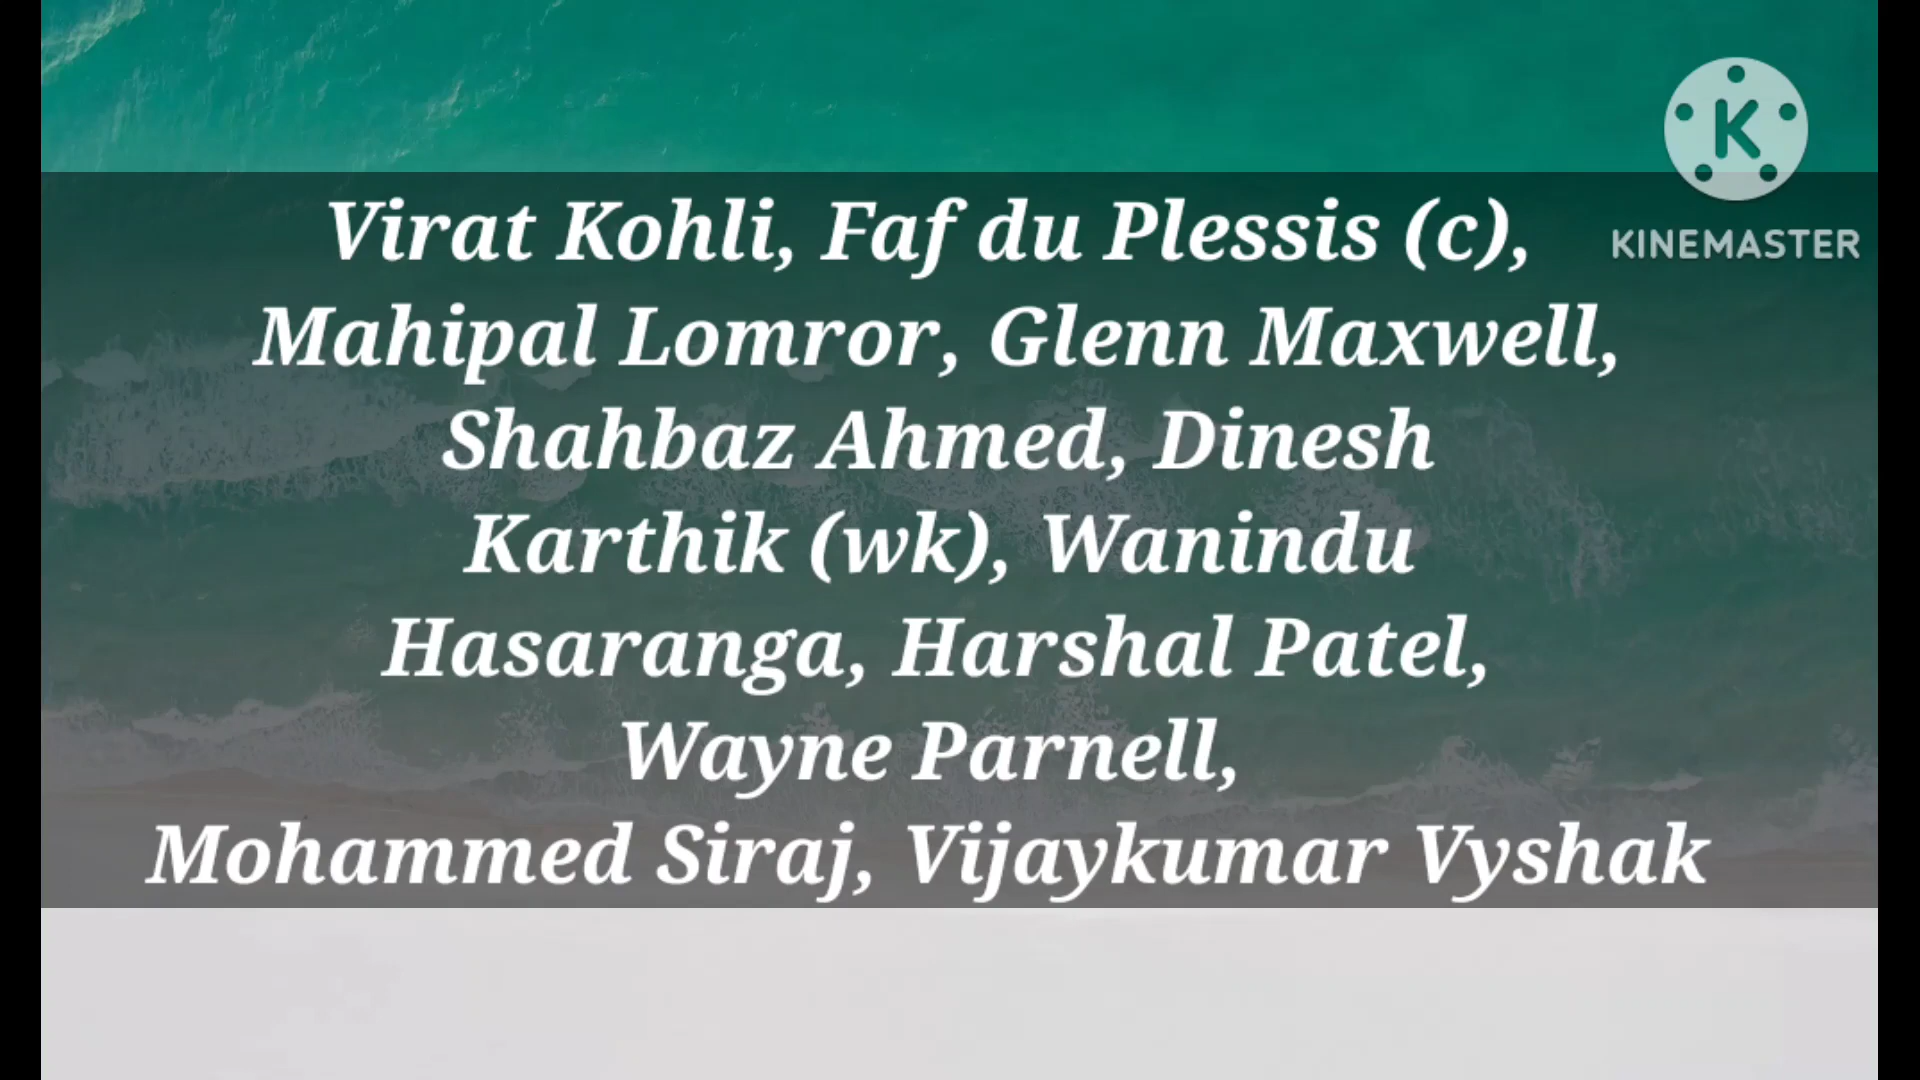 Virat Kohli, Faf du Plessis (c),
Mahipal Lomror, Glenn Maxwell,
Shahbaz Ahmed, Dinesh
Karthik (wk), Wanindu
Hasaranga, Harshal Patel,
Wayne Parnell,
Mohammed Siraj, Vijaykumar Vyshak
K
KINEMASTER